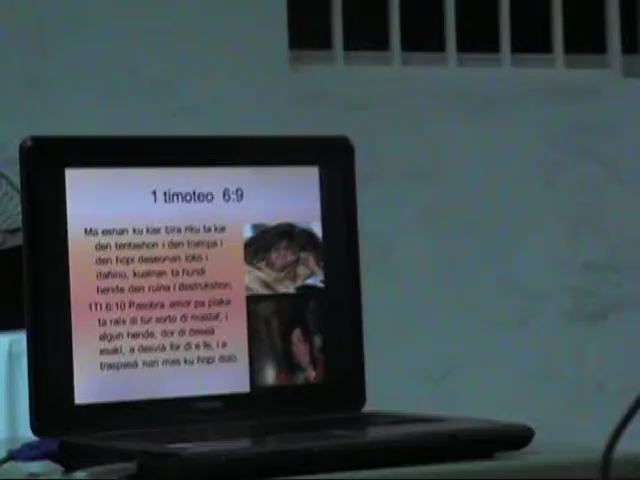 1 timoteo 6:9
Ma esnan ku kier bira riku ta kai
den tentashon i den trampa i
den hopi deseonan loko i
dañino, kualnan ta hundi
hende den ruina i destrukshon.
1TI 6:10 Pasobra amor pa plaka
ta rais di tur sorto di maldat, i
algun hende, dor di deseá
esaki, a desviá for di e fe, i a
traspasá nan mes ku hopi doló